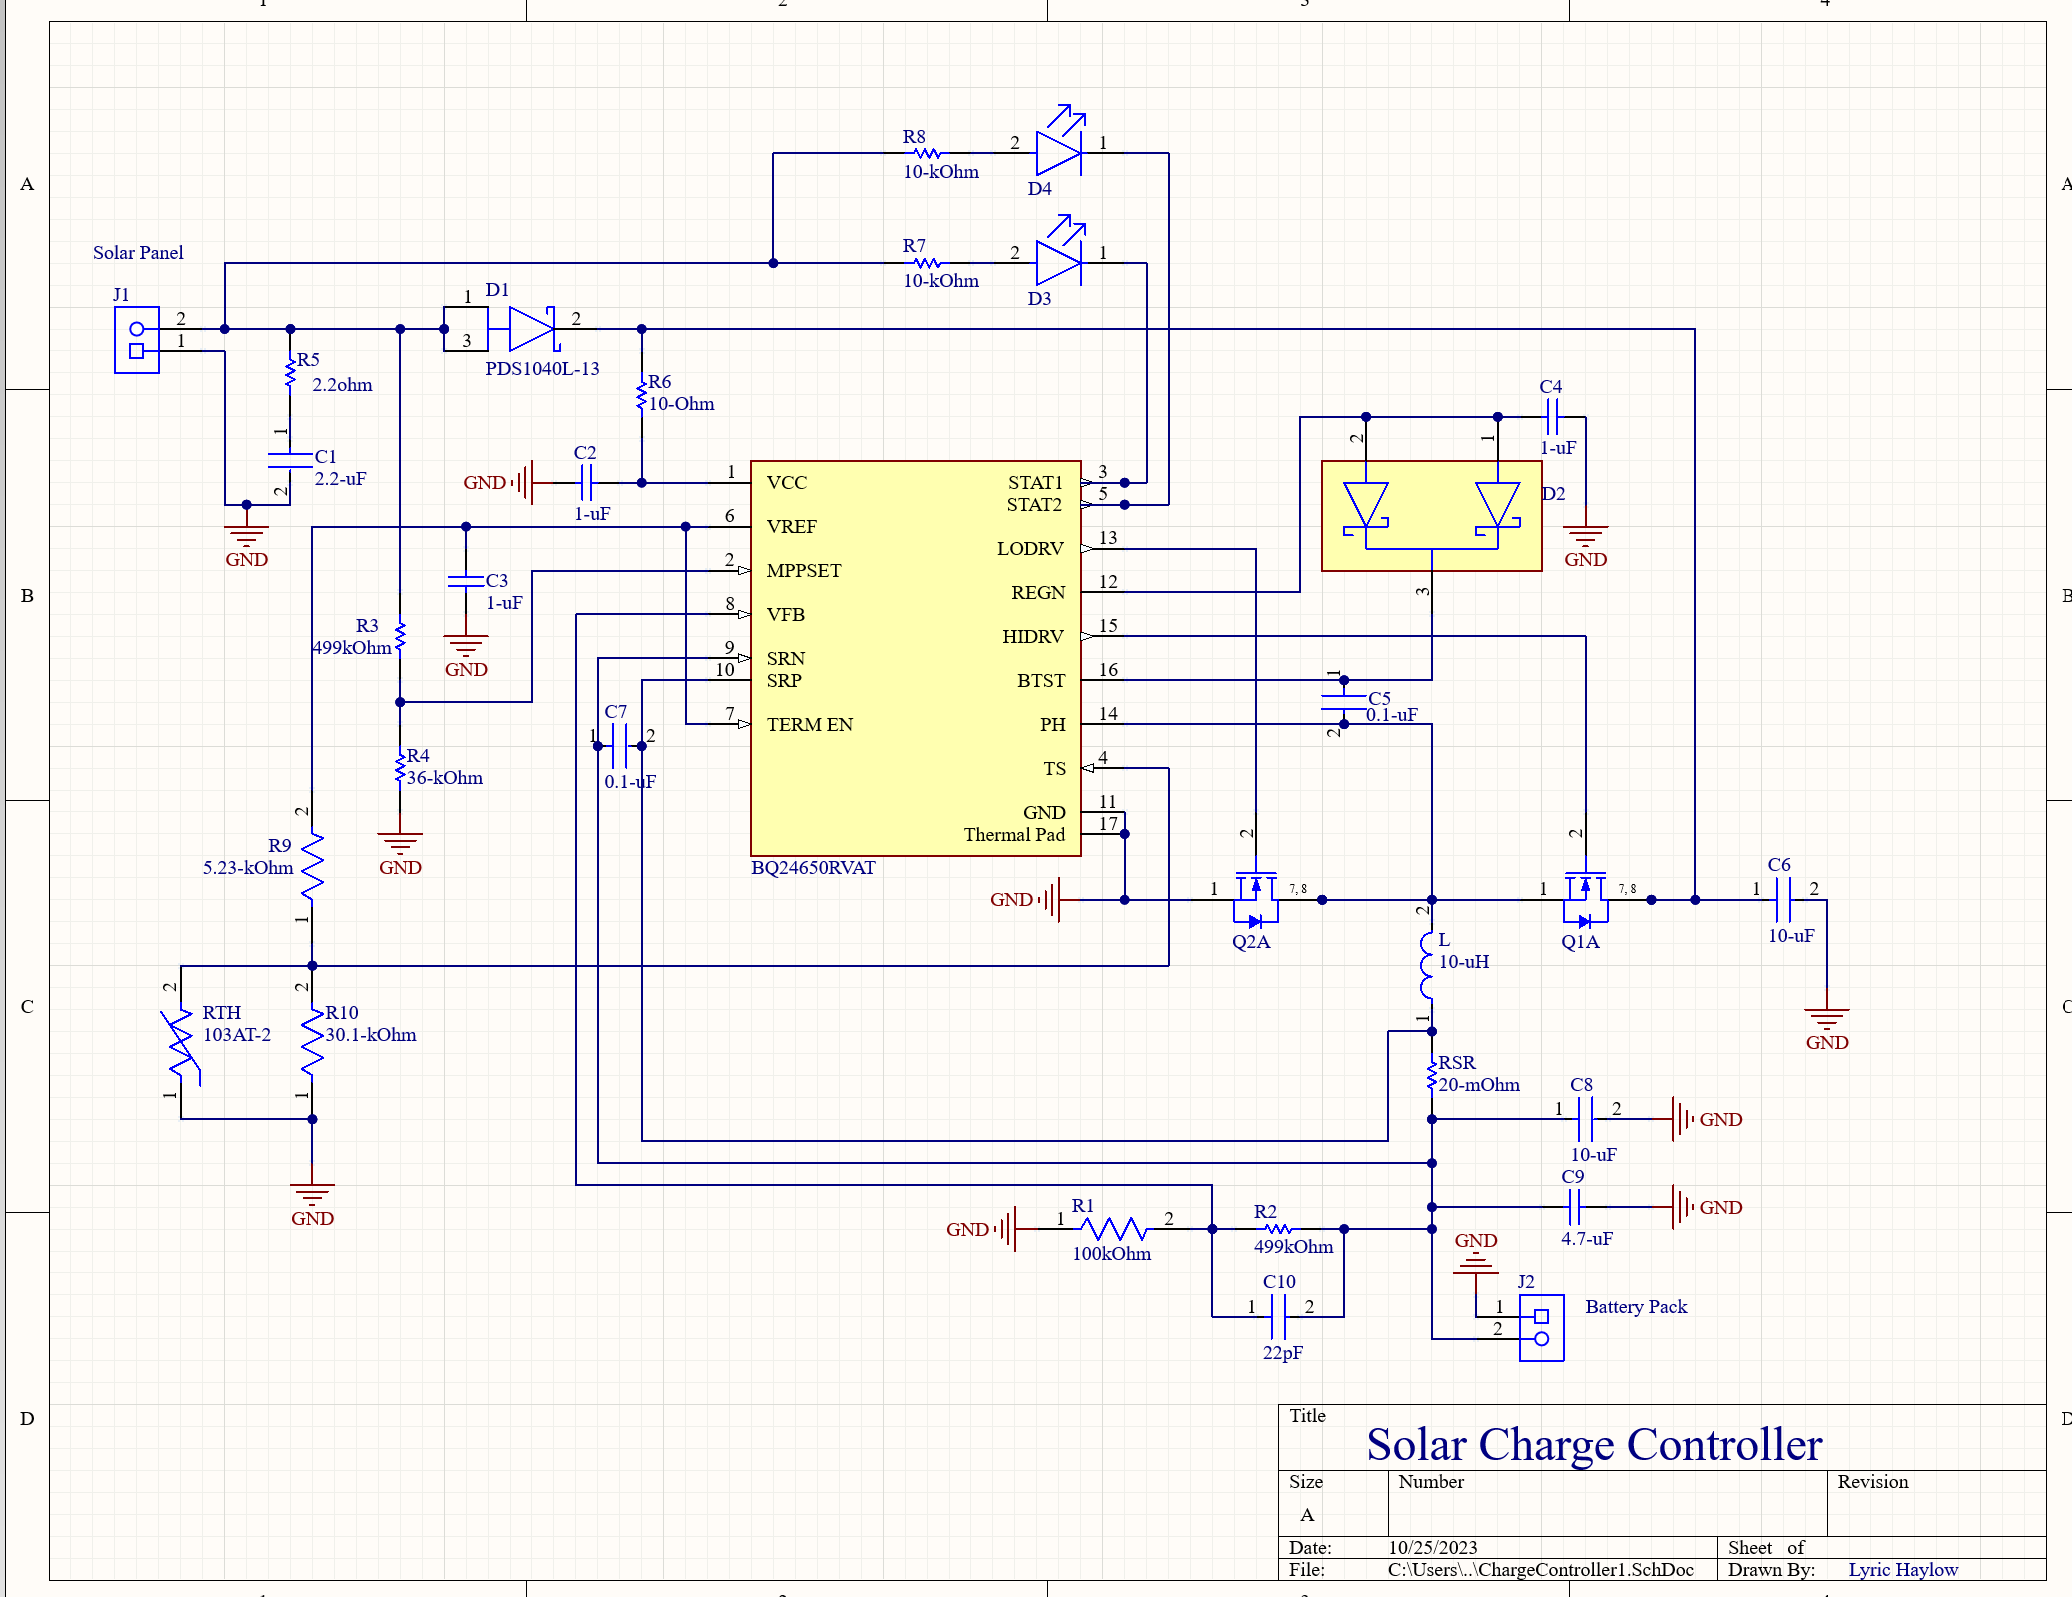 1
2
3
4
A
A
B
B
C
C
D
D
Solar Panel
J1
2
1
R5
2.2ohm
1
C1
2.2-uF
2
GND
1
3
D1
2
PDS1040L-13
R6
10-Ohm
R8
10-kOhm
2
1
D4
R7
10-kOhm
2
1
D3
GND
C2
1-uF
C3
1-uF
GND
R3
499kOhm
R4
36-kOhm
GND
2
R9
5.23-kOhm
1
2
RTH
103AT-2
1
2
R10
30.1-kOhm
1
GND
C7
1
2
0.1-uF
1
VCC
6
VREF
2
MPPSET
8
VFB
9
SRN
10
SRP
7
TERM EN
STAT1
3
STAT2
5
LODRV
13
REGN
12
HIDRV
15
BTST
16
PH
14
TS
4
GND
11
Thermal Pad
17
BQ24650RVAT
C4
1-uF
2
1
D2
3
GND
1
C5
0.1-uF
2
GND
2
1
7, 8
Q2A
2
1
7, 8
Q1A
C6
1
2
10-uF
GND
2
L
10-uH
1
RSR
20-mOhm
C8
1
2
GND
10-uF
C9
GND
4.7-uF
GND
R1
1
2
100kOhm
R2
499kOhm
C10
1
2
22pF
GND
J2
1
2
Battery Pack
Title
Solar Charge Controller
Size
Number
Revision
A
Date: 10/25/2023 Sheet of
File: C:\Users\..\ChargeController1.SchDoc Drawn By: Lyric Haylow